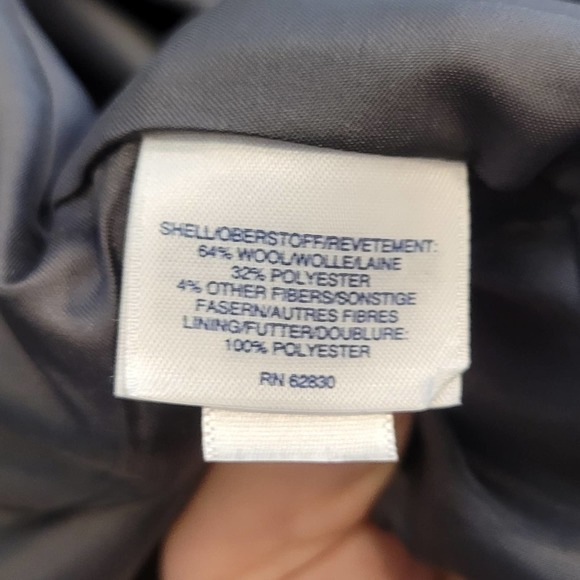 SHELL/OBERSTOFF/REVETEMENT:
64% WOOL/WOLLE/LAINE
32% POLYESTER
4% OTHER FIBERS/SONSTIGE
FASERN/AUTRES FIBRES
LINING/FUTTER/DOUBLURE:
100% POLYESTER
RN 62830